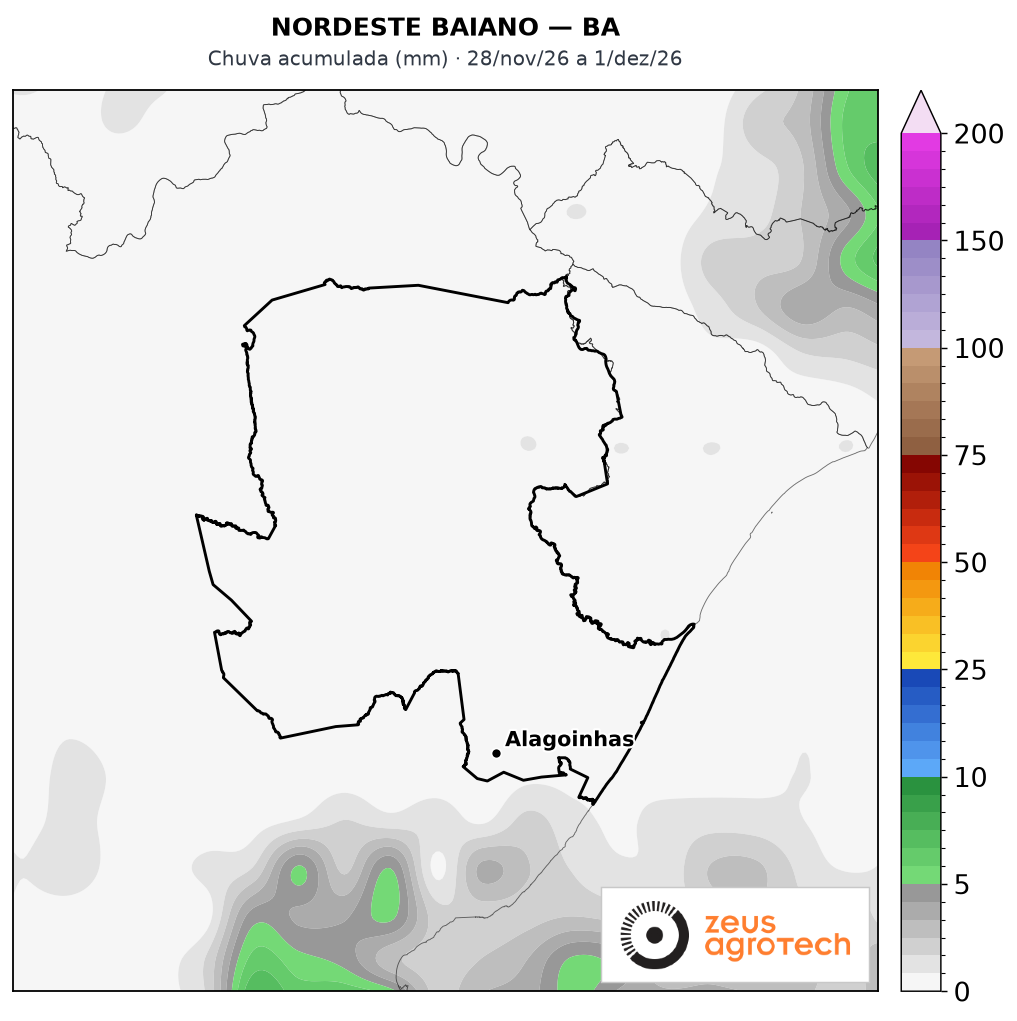 NORDESTE BAIANO — BA
Chuva acumulada (mm) · 28/nov/26 a 1/dez/26
200
150
100
75
50
25
10
5
0
Alagoinhas
zeus
agrotech